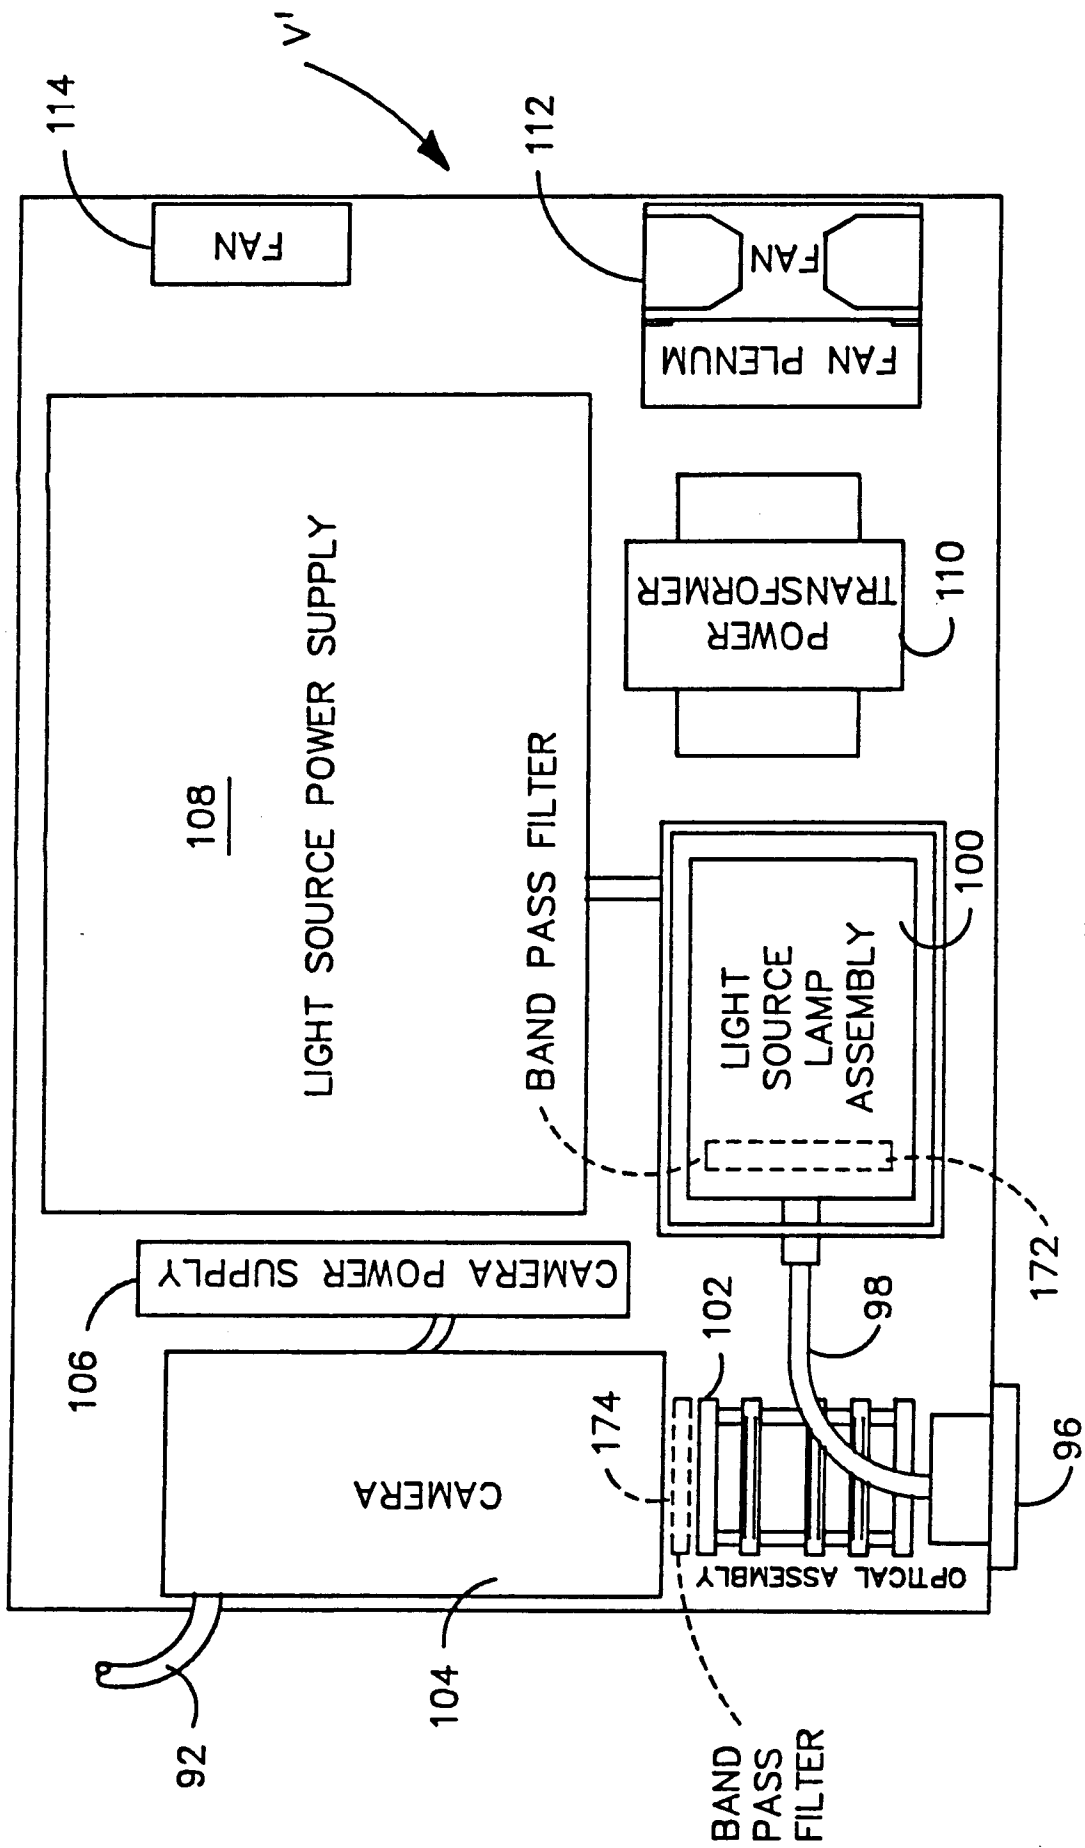 V'
114
FAN
112
FAN
FAN PLENUM
108
LIGHT SOURCE POWER SUPPLY
BAND PASS FILTER
POWER
TRANSFORMER
110
LIGHT
SOURCE
LAMP
ASSEMBLY
100
172
98
102
106
CAMERA POWER SUPPLY
CAMERA
104
92
174
OPTICAL ASSEMBLY
96
BAND
PASS
FILTER